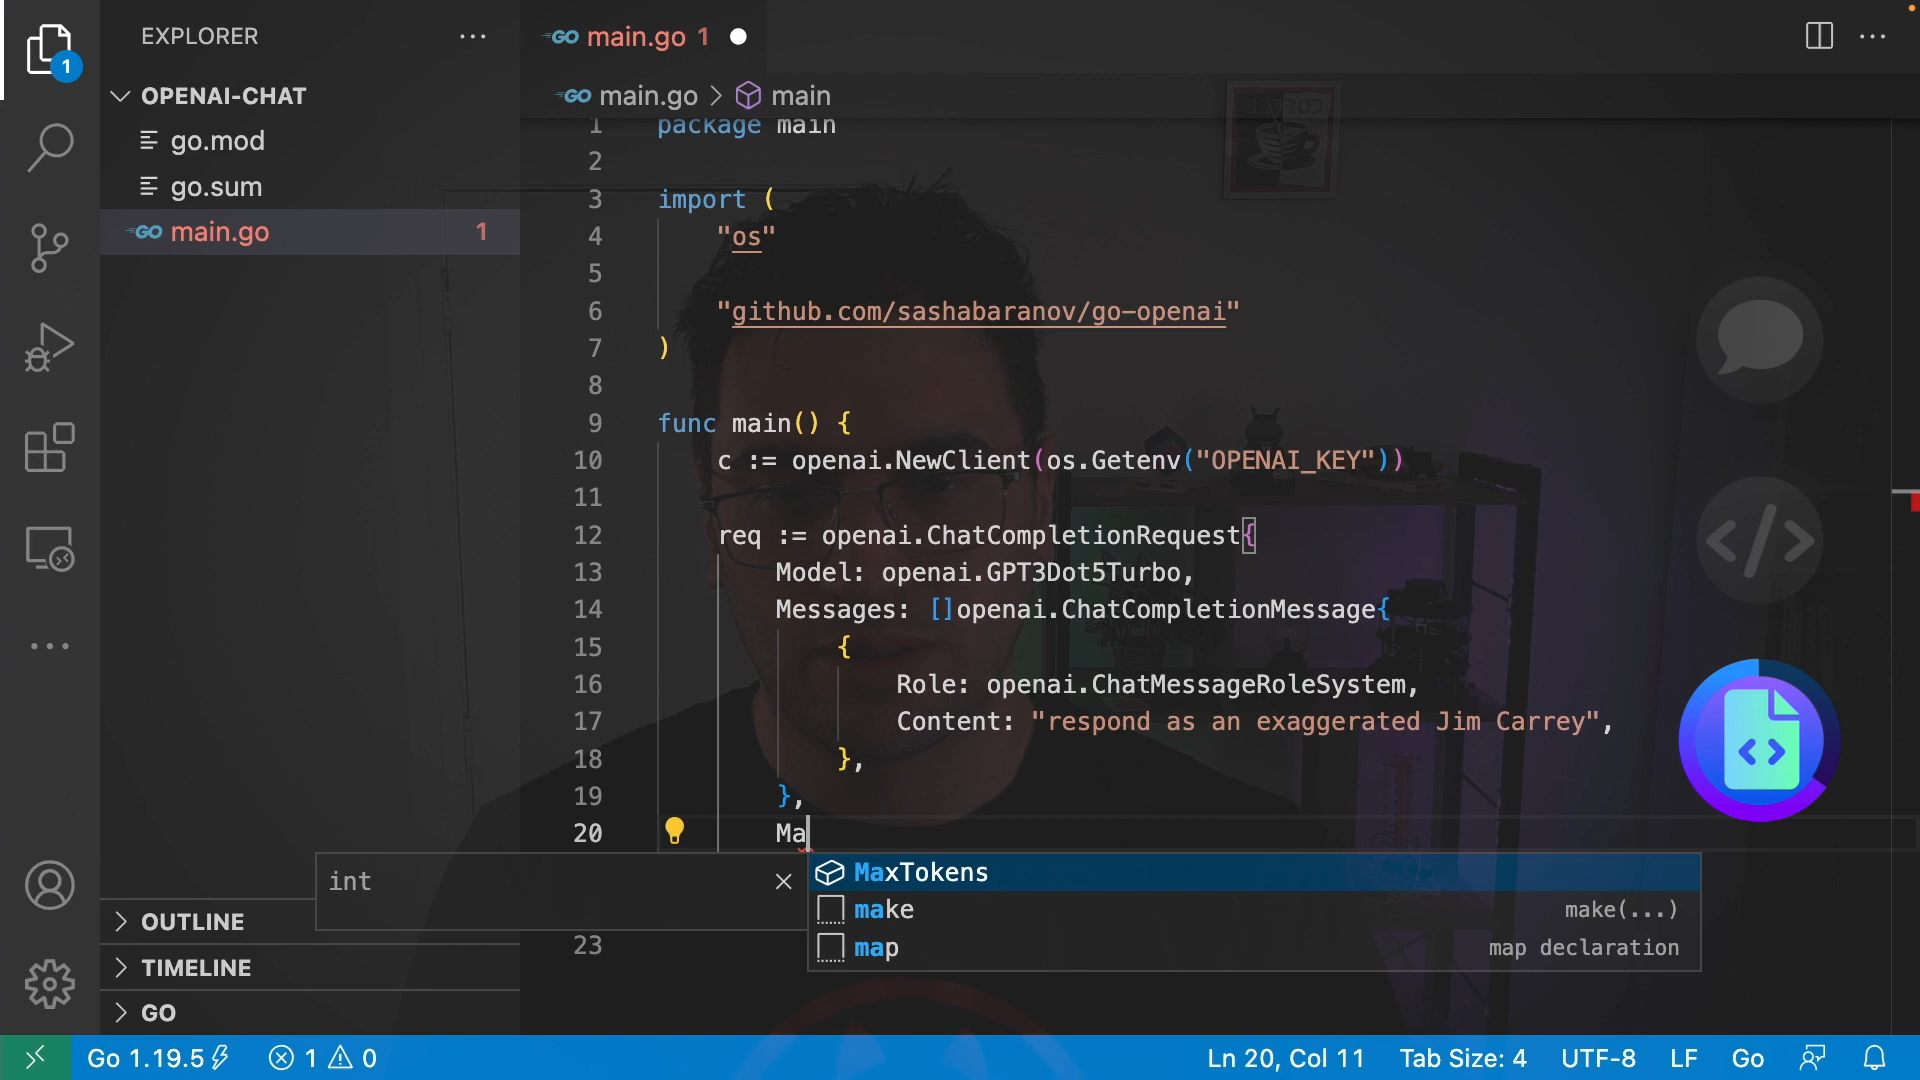 EXPLORER
OPENAI-CHAT
go.mod
go.sum
GO main.go 1
OUTLINE
TIMELINE
GO
1
GO main.go 1
GO main.go > main
1 package main
2
3 import (
4 "os"
5
6 "github.com/sashabaranov/go-openai"
7 )
8
9 func main() {
10 c := openai.NewClient(os.Getenv("OPENAI_KEY"))
11
12 req := openai.ChatCompletionRequest{
13 Model: openai.GPT3Dot5Turbo,
14 Messages: []openai.ChatCompletionMessage{
15 {
16 Role: openai.ChatMessageRoleSystem,
17 Content: "respond as an exaggerated Jim Carrey",
18 },
19 },
20 Ma
int
MaxTokens
make make(...)
map map declaration
23
Go 1.19.5 1 0 Ln 20, Col 11 Tab Size: 4 UTF-8 LF Go